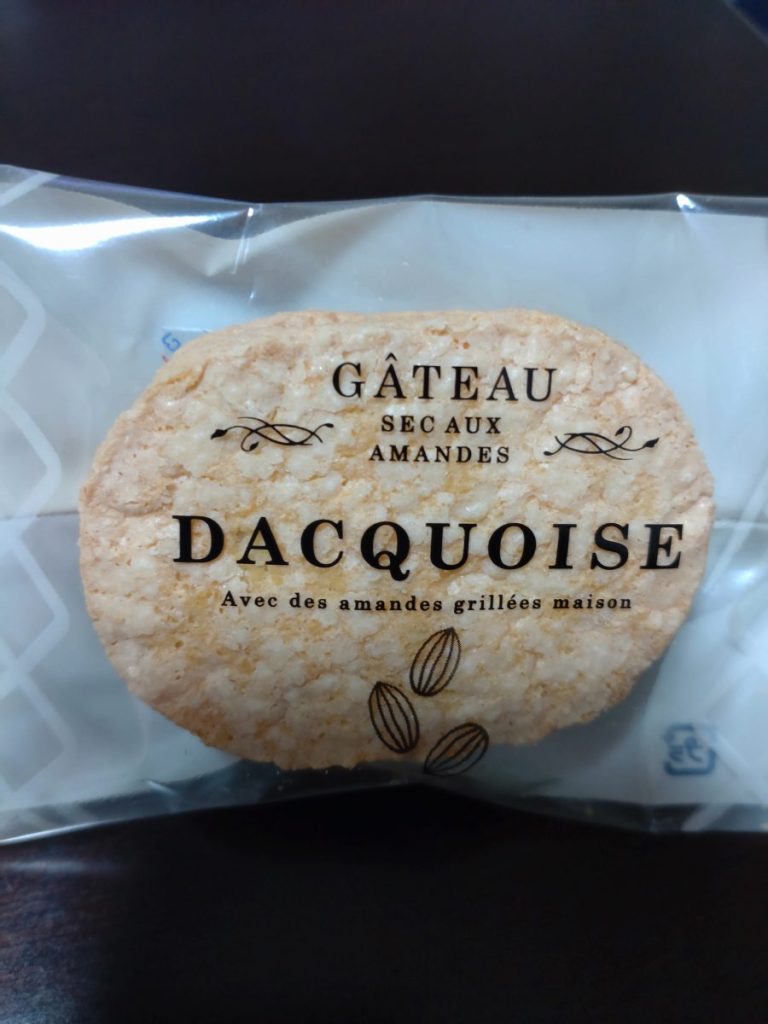 GÂTEAU
SEC AUX
AMANDES
DACQUOISE
Avec des amandes grillées maison